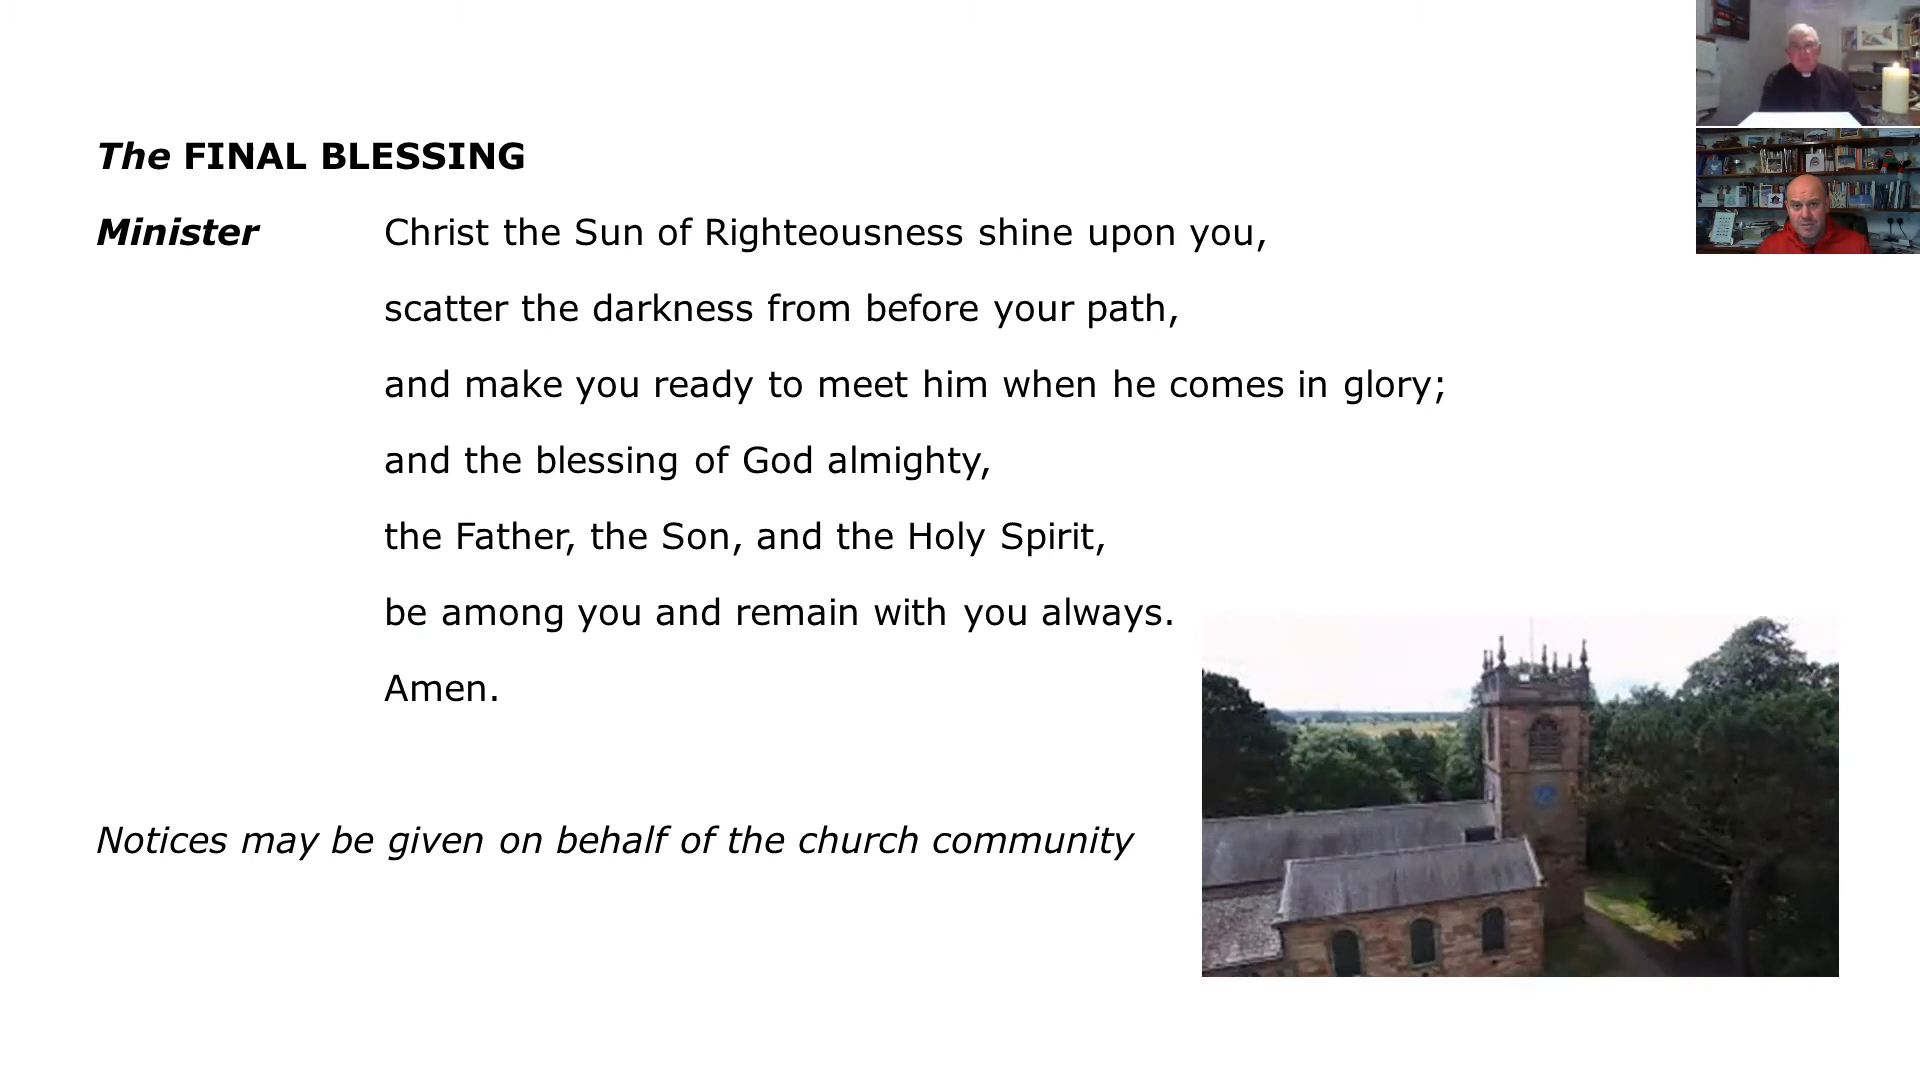 The FINAL BLESSING
Minister Christ the Sun of Righteousness shine upon you,
scatter the darkness from before your path,
and make you ready to meet him when he comes in glory;
and the blessing of God almighty,
the Father, the Son, and the Holy Spirit,
be among you and remain with you always.
Amen.
Notices may be given on behalf of the church community